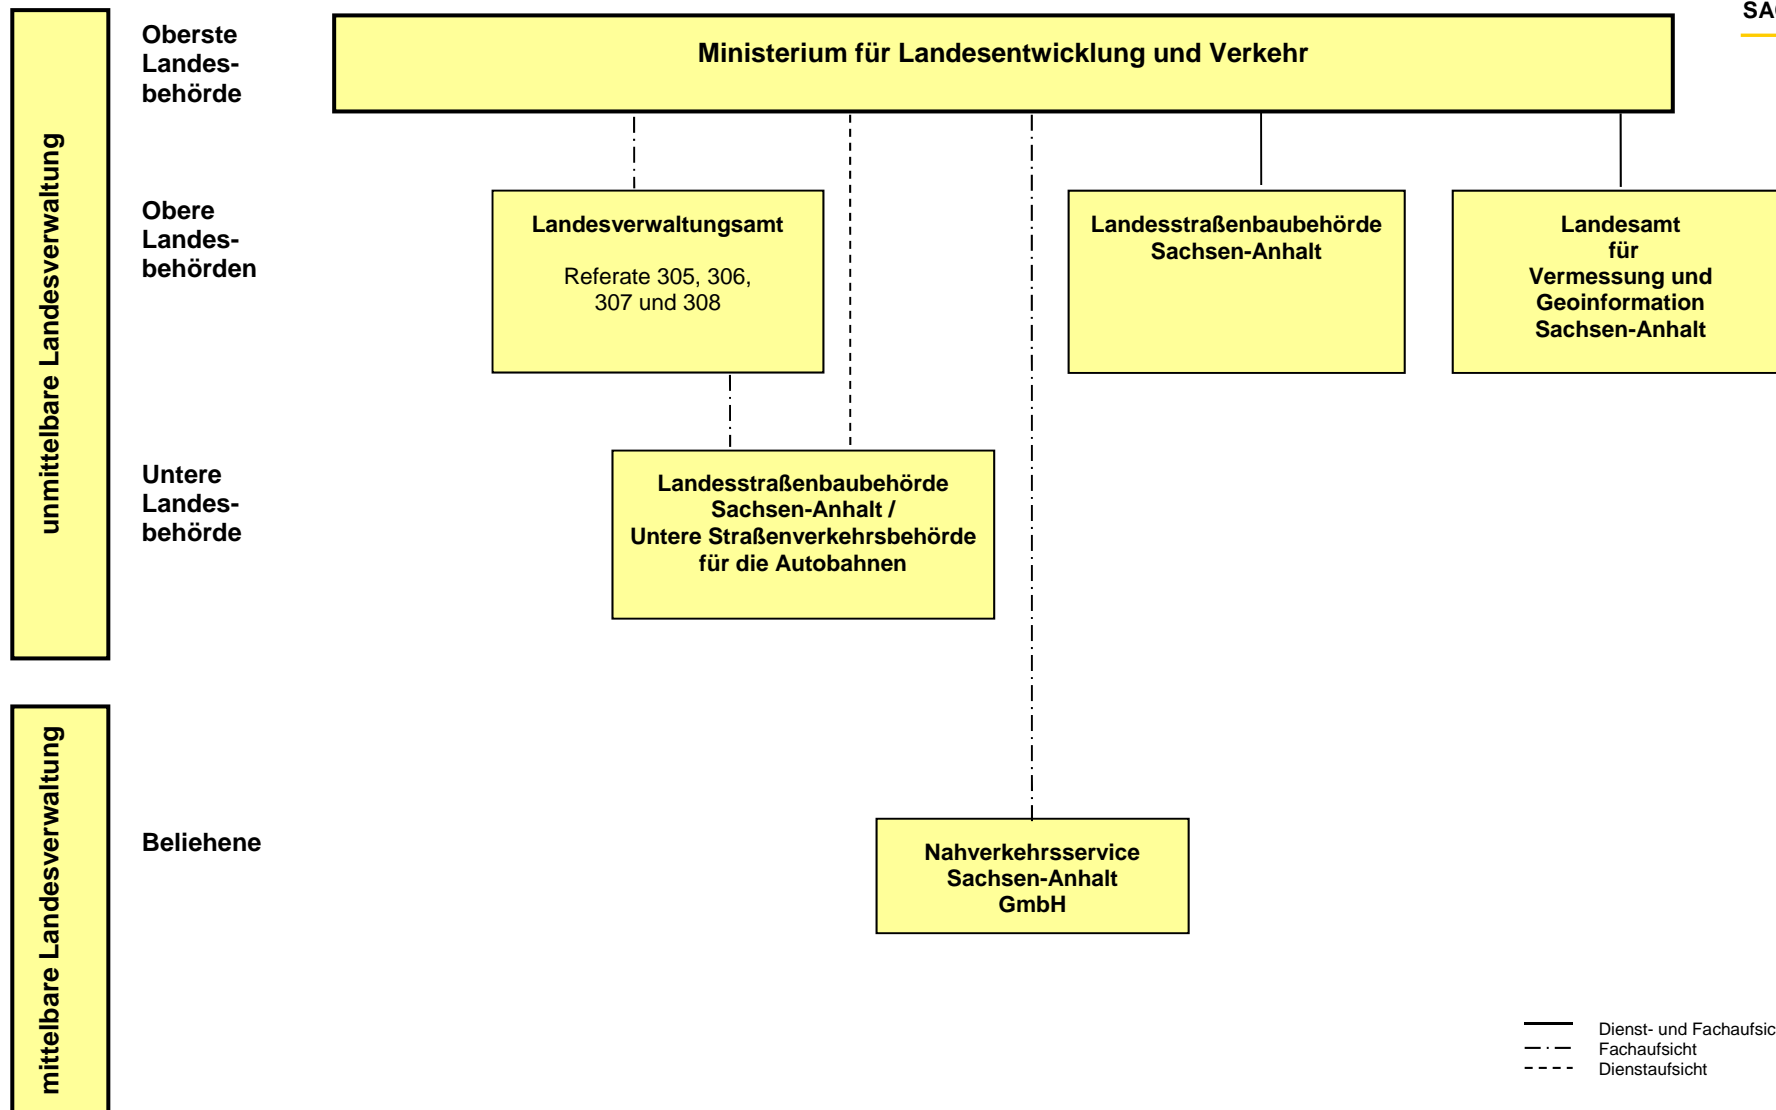 unmittelbare Landesverwaltung
Oberste
Landes-
behörde
Ministerium für Landesentwicklung und Verkehr
Obere
Landes-
behörden
Landesverwaltungsamt
Referate 305, 306,
307 und 308
Landesstraßenbaubehörde
Sachsen-Anhalt
Landesamt
für
Vermessung und
Geoinformation
Sachsen-Anhalt
Untere
Landes-
behörde
Landesstraßenbaubehörde
Sachsen-Anhalt /
Untere Straßenverkehrsbehörde
für die Autobahnen
mittelbare Landesverwaltung
Beliehene
Nahverkehrsservice
Sachsen-Anhalt
GmbH
Dienst- und
Fachaufsicht
Dienstaufsicht